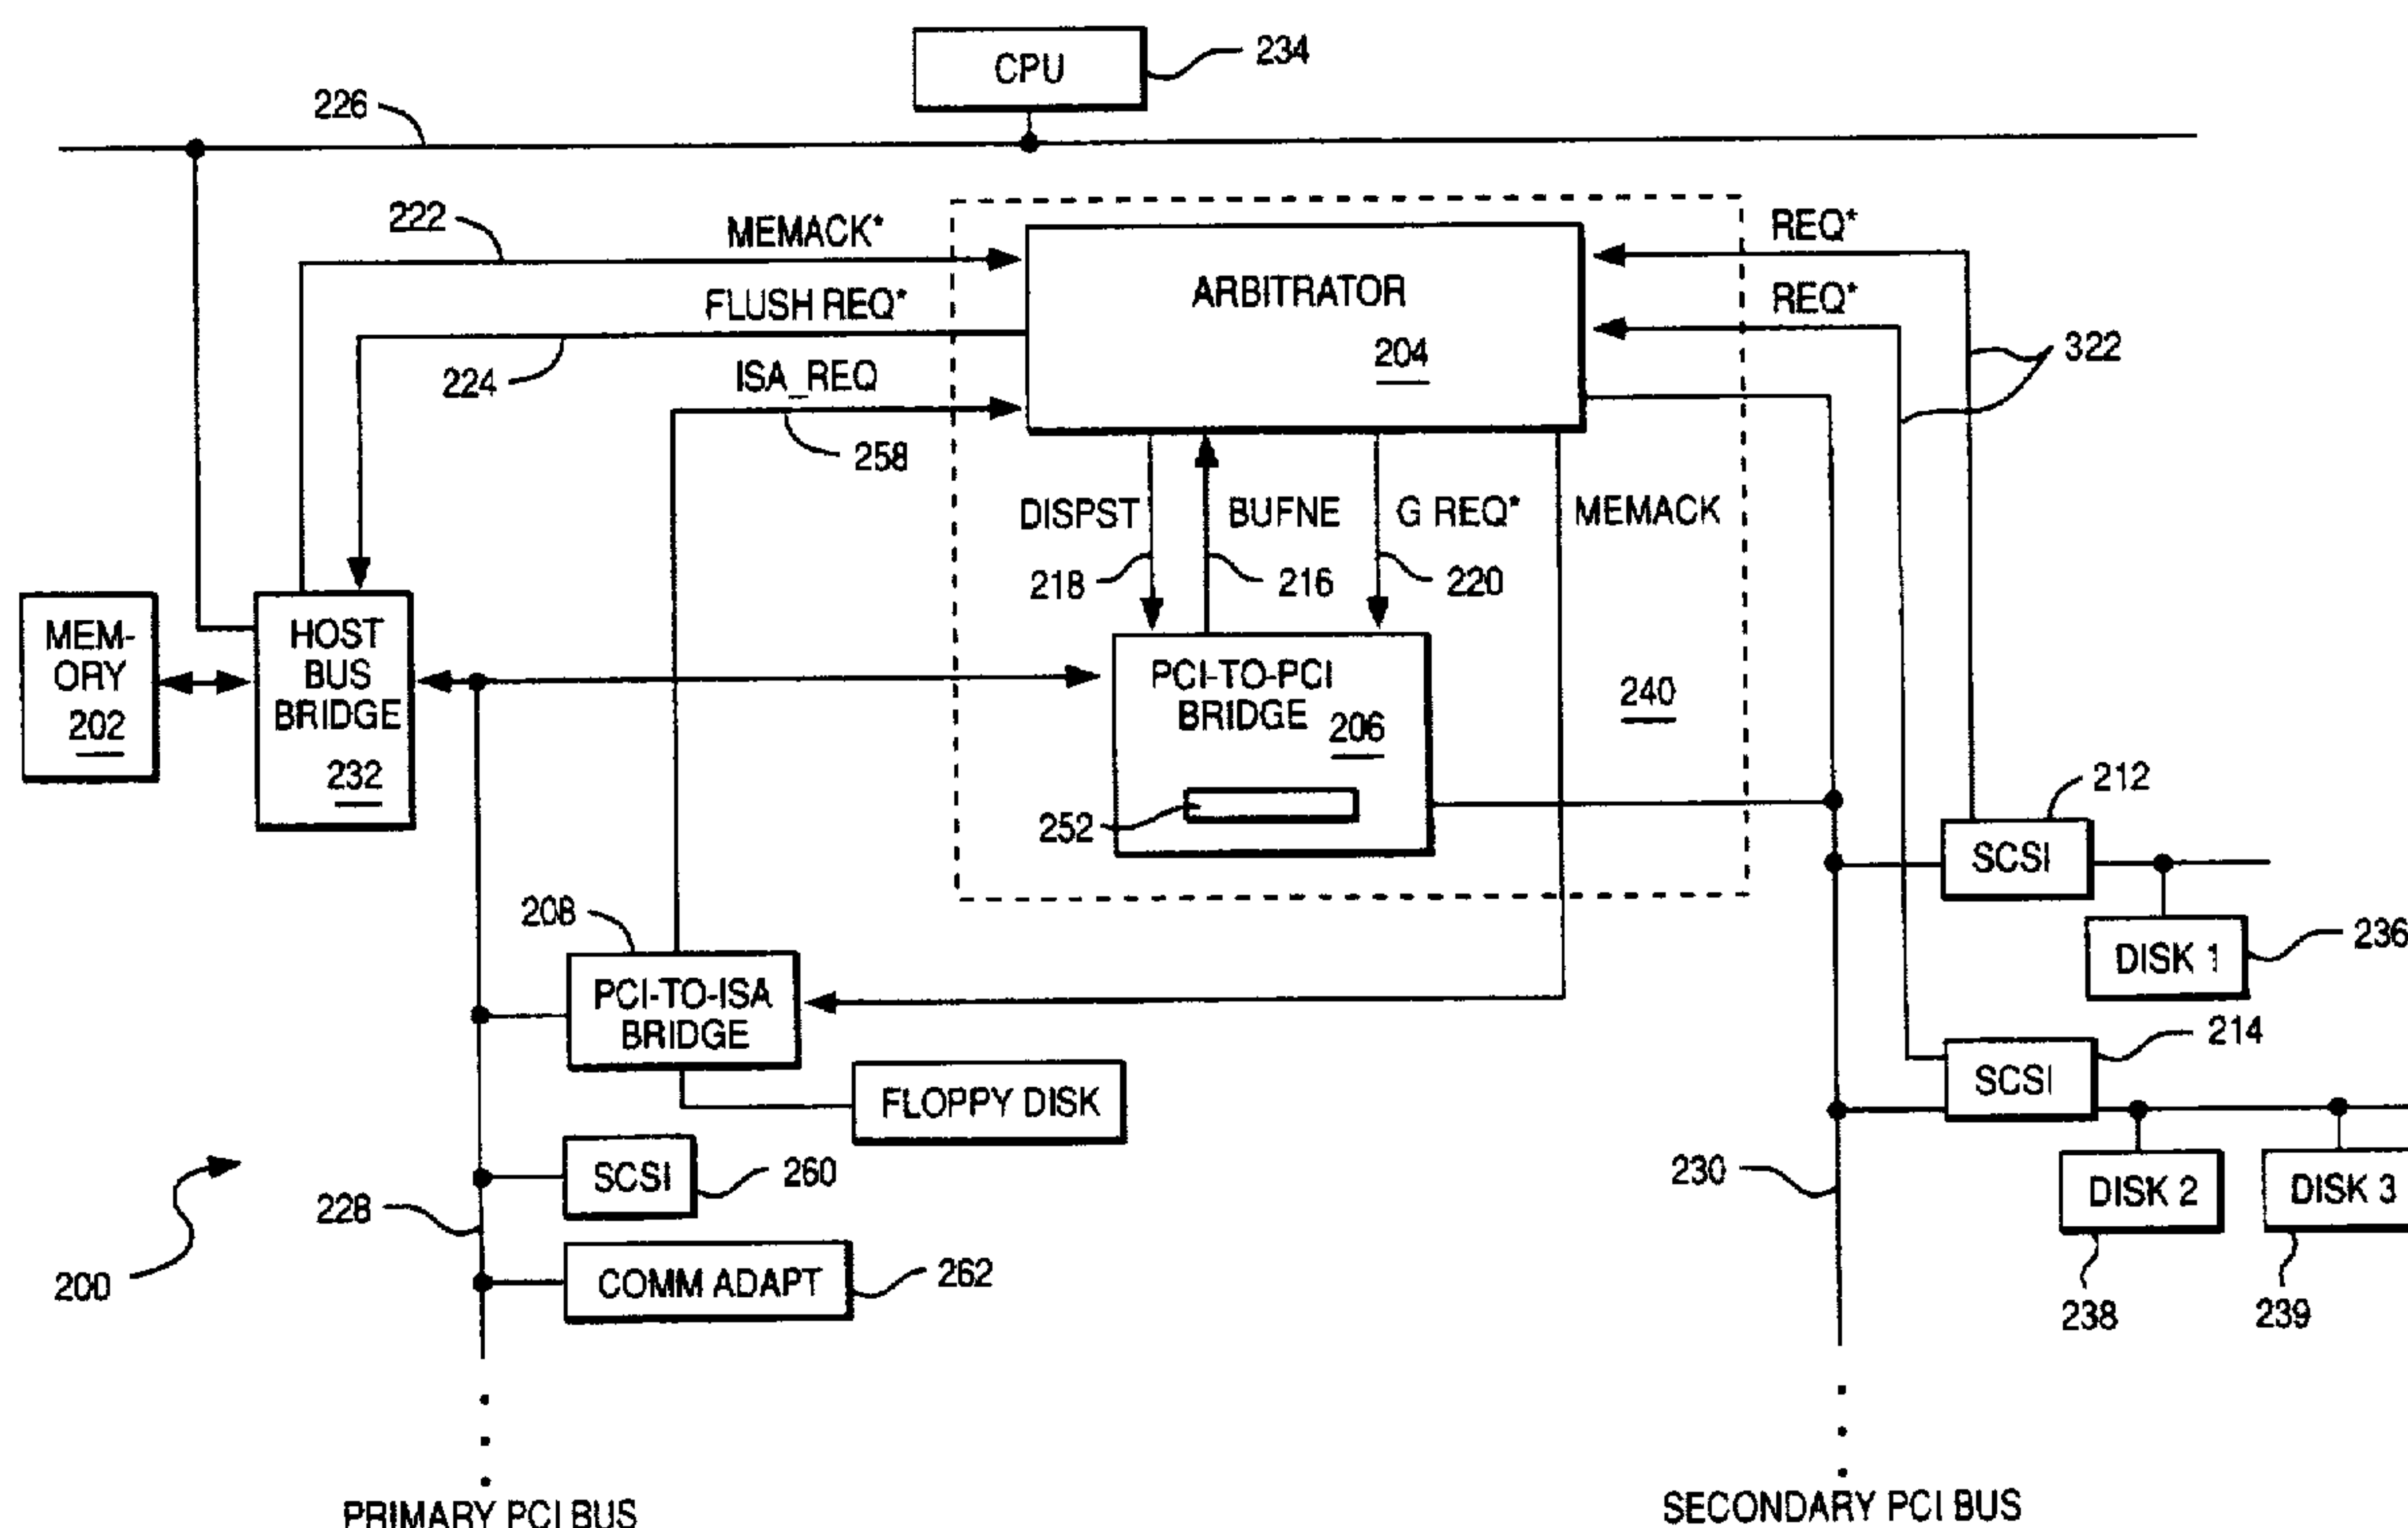 CPU
234
226
222
MEMACK*
REQ*
FLUSH REQ*
REQ*
ARBITRATOR
204
322
224
ISA_REQ
258
DISPST
BUFNE
G REQ*
MEMACK
218
216
220
MEM-
ORY
202
HOST
BUS
BRIDGE
232
PCI-TO-PCI
BRIDGE
206
240
252
212
SCSI
208
DISK 1
236
PCI-TO-ISA
BRIDGE
214
SCSI
FLOPPY DISK
SCSI
260
230
DISK 2
DISK 3
228
200
COMM ADAPT
262
238
239
PRIMARY PCI BUS
SECONDARY PCI BUS